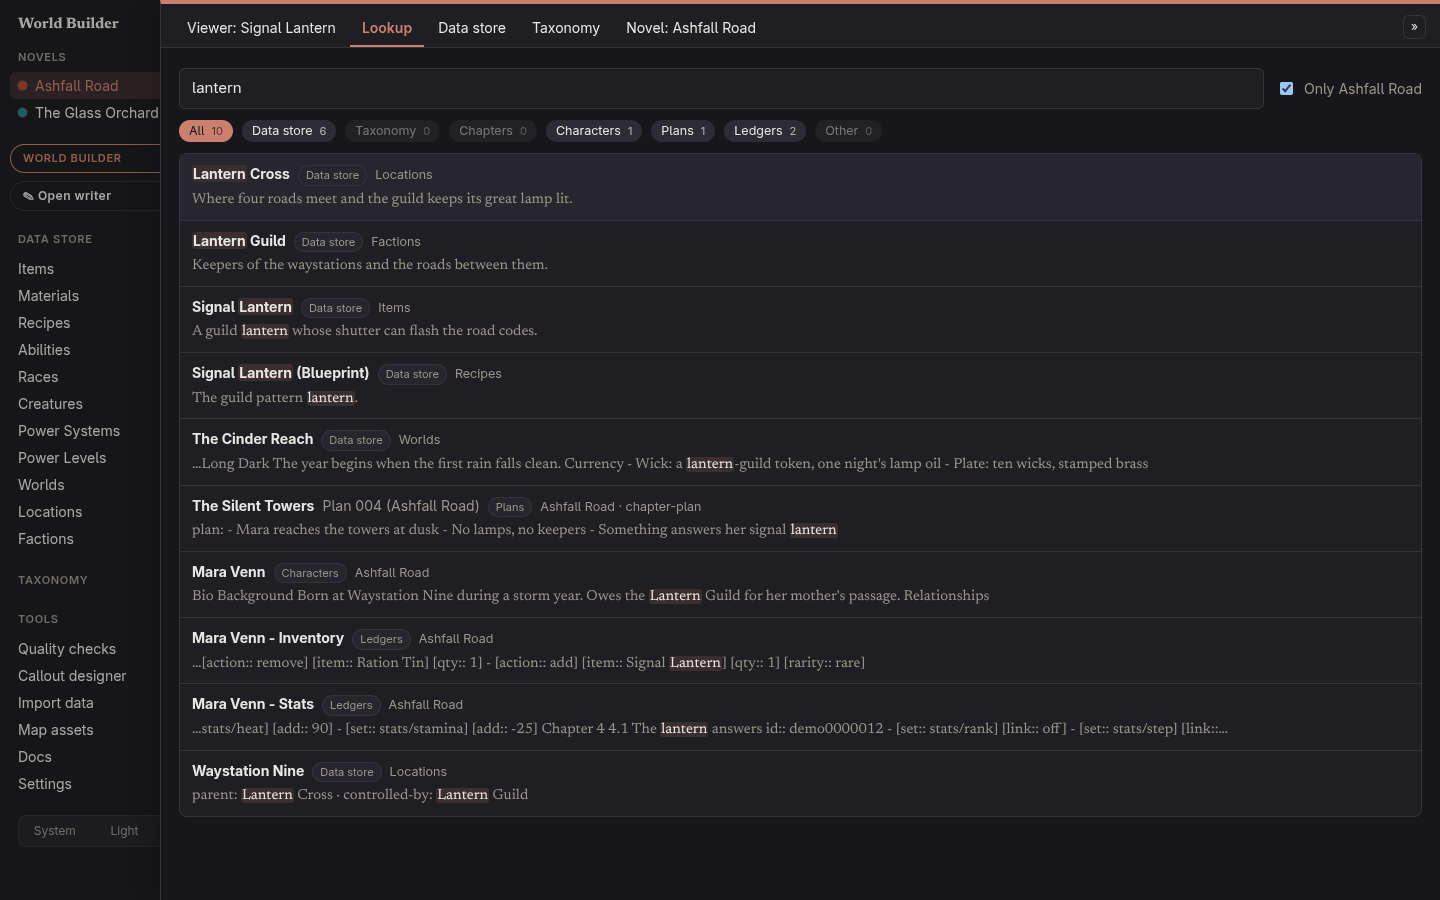 World Builder
NOVELS
Ashfall Road
The Glass Orchard
WORLD BUILDER
✎ Open writer
DATA STORE
Items
Materials
Recipes
Abilities
Races
Creatures
Power Systems
Power Levels
Worlds
Locations
Factions
TAXONOMY
TOOLS
Quality checks
Callout designer
Import data
Map assets
Docs
Settings
System Light
Viewer: Signal Lantern Lookup Data store Taxonomy Novel: Ashfall Road »
lantern
Only Ashfall Road
All 10 Data store 6 Taxonomy 0 Chapters 0 Characters 1 Plans 1 Ledgers 2 Other 0
Lantern Cross Data store Locations
Where four roads meet and the guild keeps its great lamp lit.
Lantern Guild Data store Factions
Keepers of the waystations and the roads between them.
Signal Lantern Data store Items
A guild lantern whose shutter can flash the road codes.
Signal Lantern (Blueprint) Data store Recipes
The guild pattern lantern.
The Cinder Reach Data store Worlds
…Long Dark The year begins when the first rain falls clean. Currency - Wick: a lantern-guild token, one night's lamp oil - Plate: ten wicks, stamped brass
The Silent Towers Plan 004 (Ashfall Road) Plans Ashfall Road · chapter-plan
plan: - Mara reaches the towers at dusk - No lamps, no keepers - Something answers her signal lantern
Mara Venn Characters Ashfall Road
Bio Background Born at Waystation Nine during a storm year. Owes the Lantern Guild for her mother's passage. Relationships
Mara Venn - Inventory Ledgers Ashfall Road
…[action:: remove] [item:: Ration Tin] [qty:: 1] - [action:: add] [item:: Signal Lantern] [qty:: 1] [rarity:: rare]
Mara Venn - Stats Ledgers Ashfall Road
…stats/heat] [add:: 90] - [set:: stats/stamina] [add:: -25] Chapter 4 4.1 The lantern answers id:: demo0000012 - [set:: stats/rank] [link:: off] - [set:: stats/step] [link::…
Waystation Nine Data store Locations
parent: Lantern Cross · controlled-by: Lantern Guild